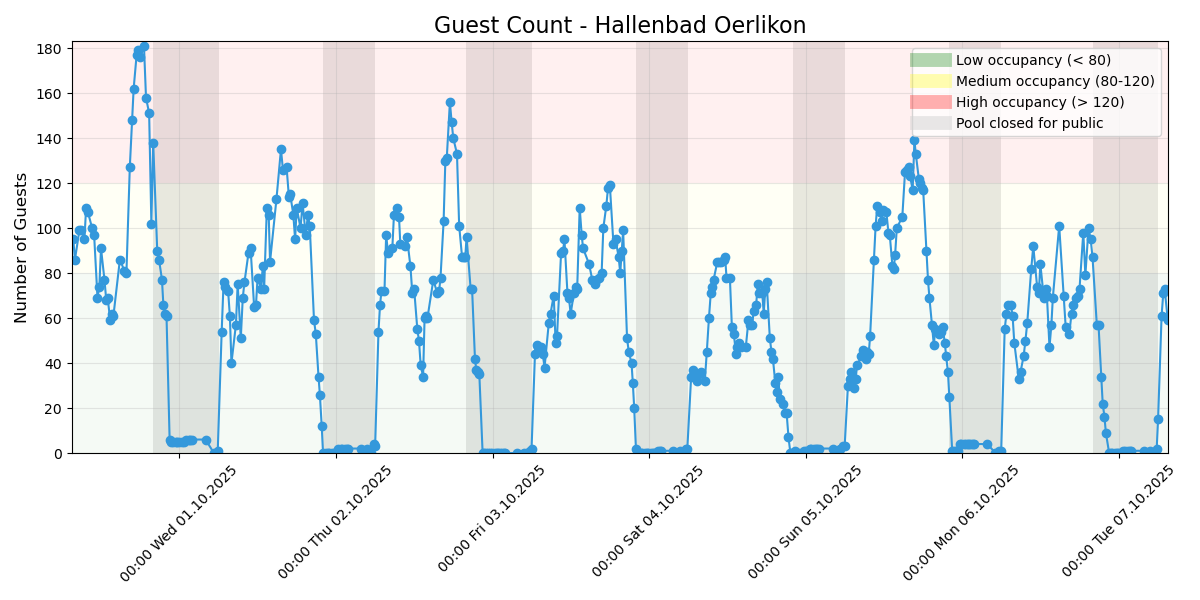 Guest Count - Hallenbad Oerlikon
Number of Guests
180
160
140
120
100
80
60
40
20
0
Low occupancy (< 80)
Medium occupancy (80-120)
High occupancy (> 120)
Pool closed for public
00:00 Wed 01.10.2025
00:00 Thu 02.10.2025
00:00 Fri 03.10.2025
00:00 Sat 04.10.2025
00:00 Sun 05.10.2025
00:00 Mon 06.10.2025
00:00 Tue 07.10.2025